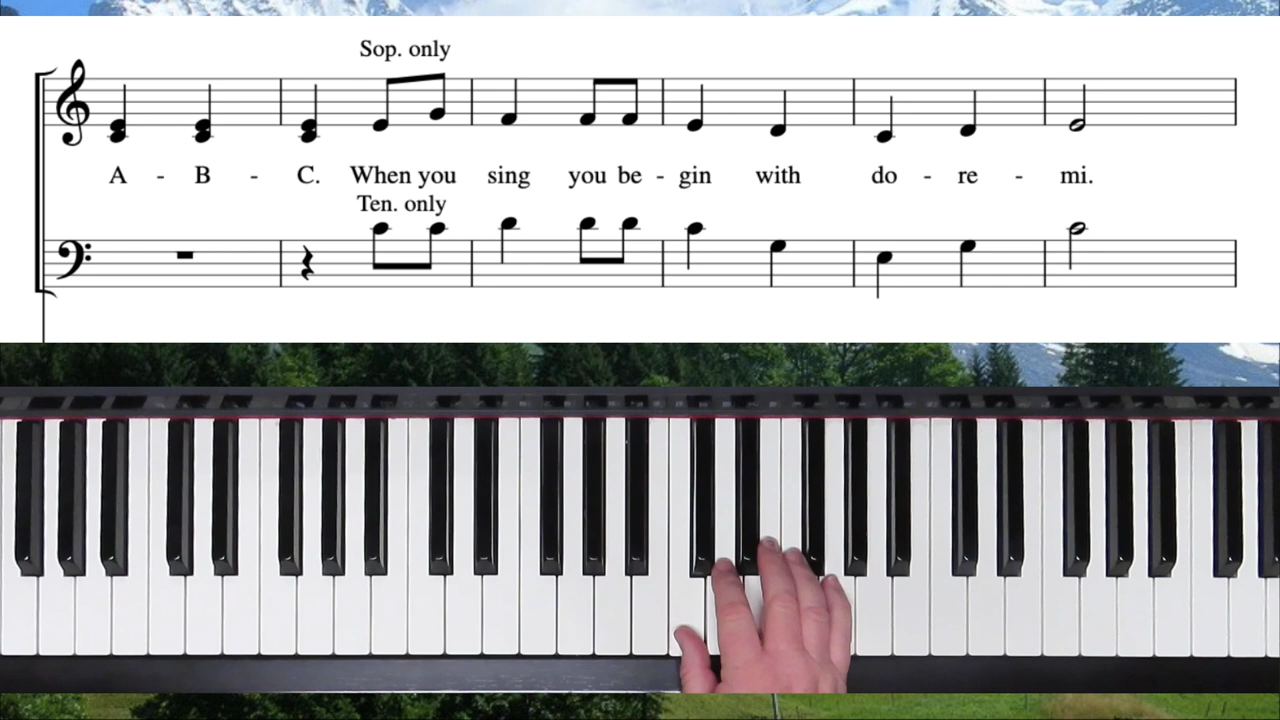 Sop. only
A - B - C. When you sing you be - gin with do - re - mi.
Ten. only